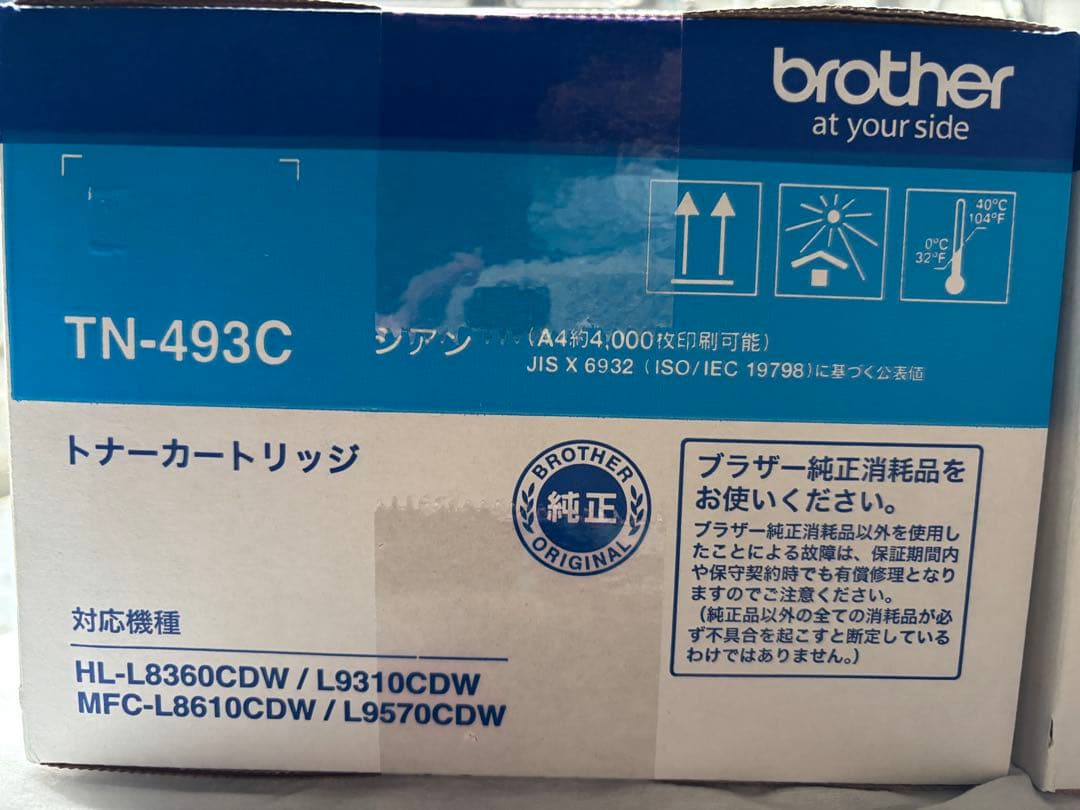 brother
at your side
40°C
104°F
0°C
32°F
TN-493C
シアン
(A4約4,000枚印刷可能)
JIS X 6932 (ISO/IEC 19798)に基づく公表値
トナーカートリッジ
BROTHER
純正
ORIGINAL
ブラザー純正消耗品を
お使いください。
ブラザー純正消耗品以外を使用し
たことによる故障は、保証期間内
や保守契約時でも有償修理となり
ますのでご注意ください。
(純正品以外の全ての消耗品が必
ず不具合を起こすと断定している
わけではありません。)
対応機種
HL-L8360CDW / L9310CDW
MFC-L8610CDW / L9570CDW